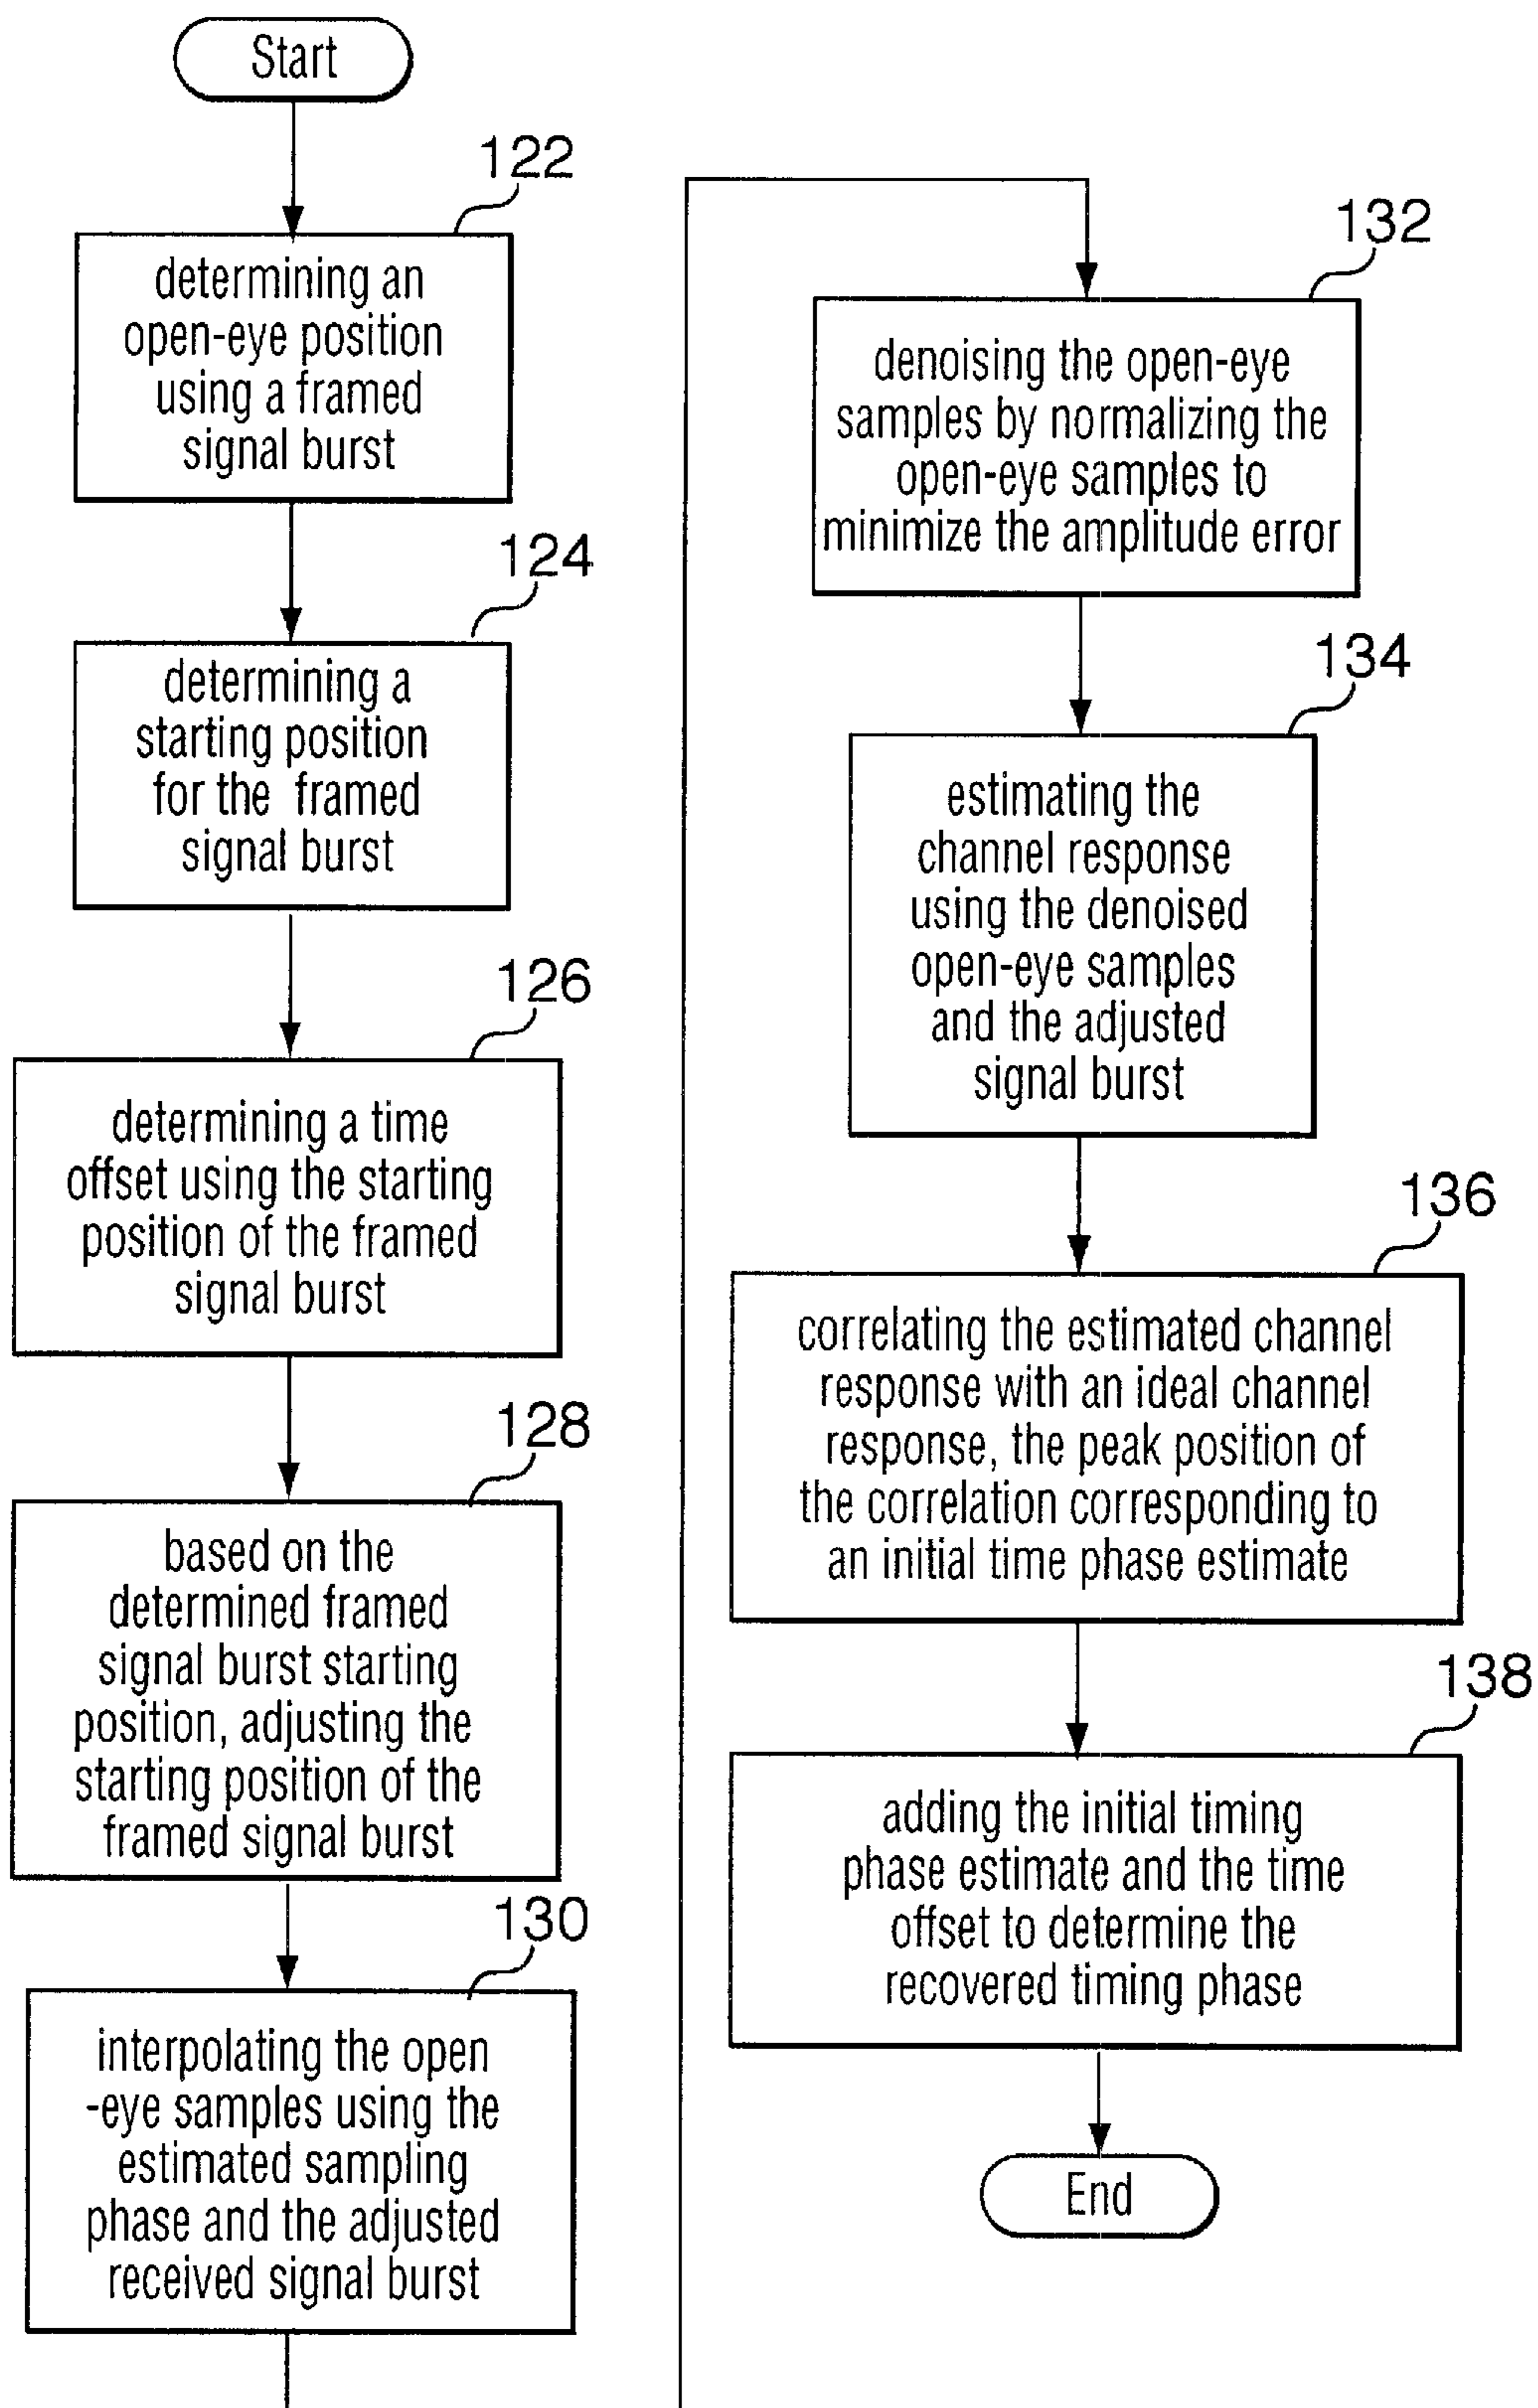 Start
122
determining an
open-eye position
using a framed
signal burst
124
determining a
starting position
for the framed
signal burst
126
determining a time
offset using the starting
position of the framed
signal burst
128
based on the
determined framed
signal burst starting
position, adjusting the
starting position of the
framed signal burst
130
interpolating the open
-eye samples using the
estimated sampling
phase and the adjusted
received signal burst
132
denoising the open-eye
samples by normalizing the
open-eye samples to
minimize the amplitude error
134
estimating the
channel response
using the denoised
open-eye samples
and the adjusted
signal burst
136
correlating the estimated channel
response with an ideal channel
response, the peak position of
the correlation corresponding to
an initial time phase estimate
138
adding the initial timing
phase estimate and the time
offset to determine the
recovered timing phase
End